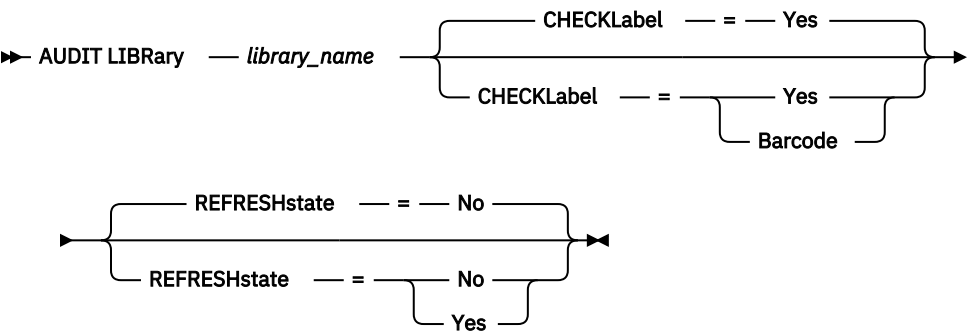 CHECKLabel = Yes
AUDIT LIBRary library_name
CHECKLabel = Yes
Barcode
REFRESHstate = No
REFRESHstate = No
Yes